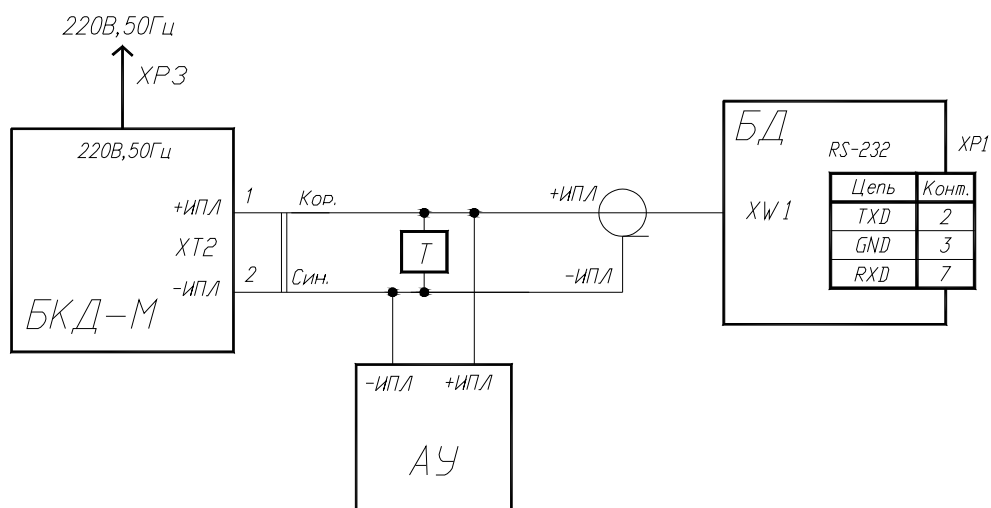 220В,50Гц
ХР3
220В,50Гц
+ИПЛ
1
Кор.
ХТ2
-ИПЛ
2
Син.
БКД-М
Т
+ИПЛ
-ИПЛ
-ИПЛ +ИПЛ
АУ
БД
RS-232
ХР1
XW1
Цепь Конт.
TXD 2
GND 3
RXD 7